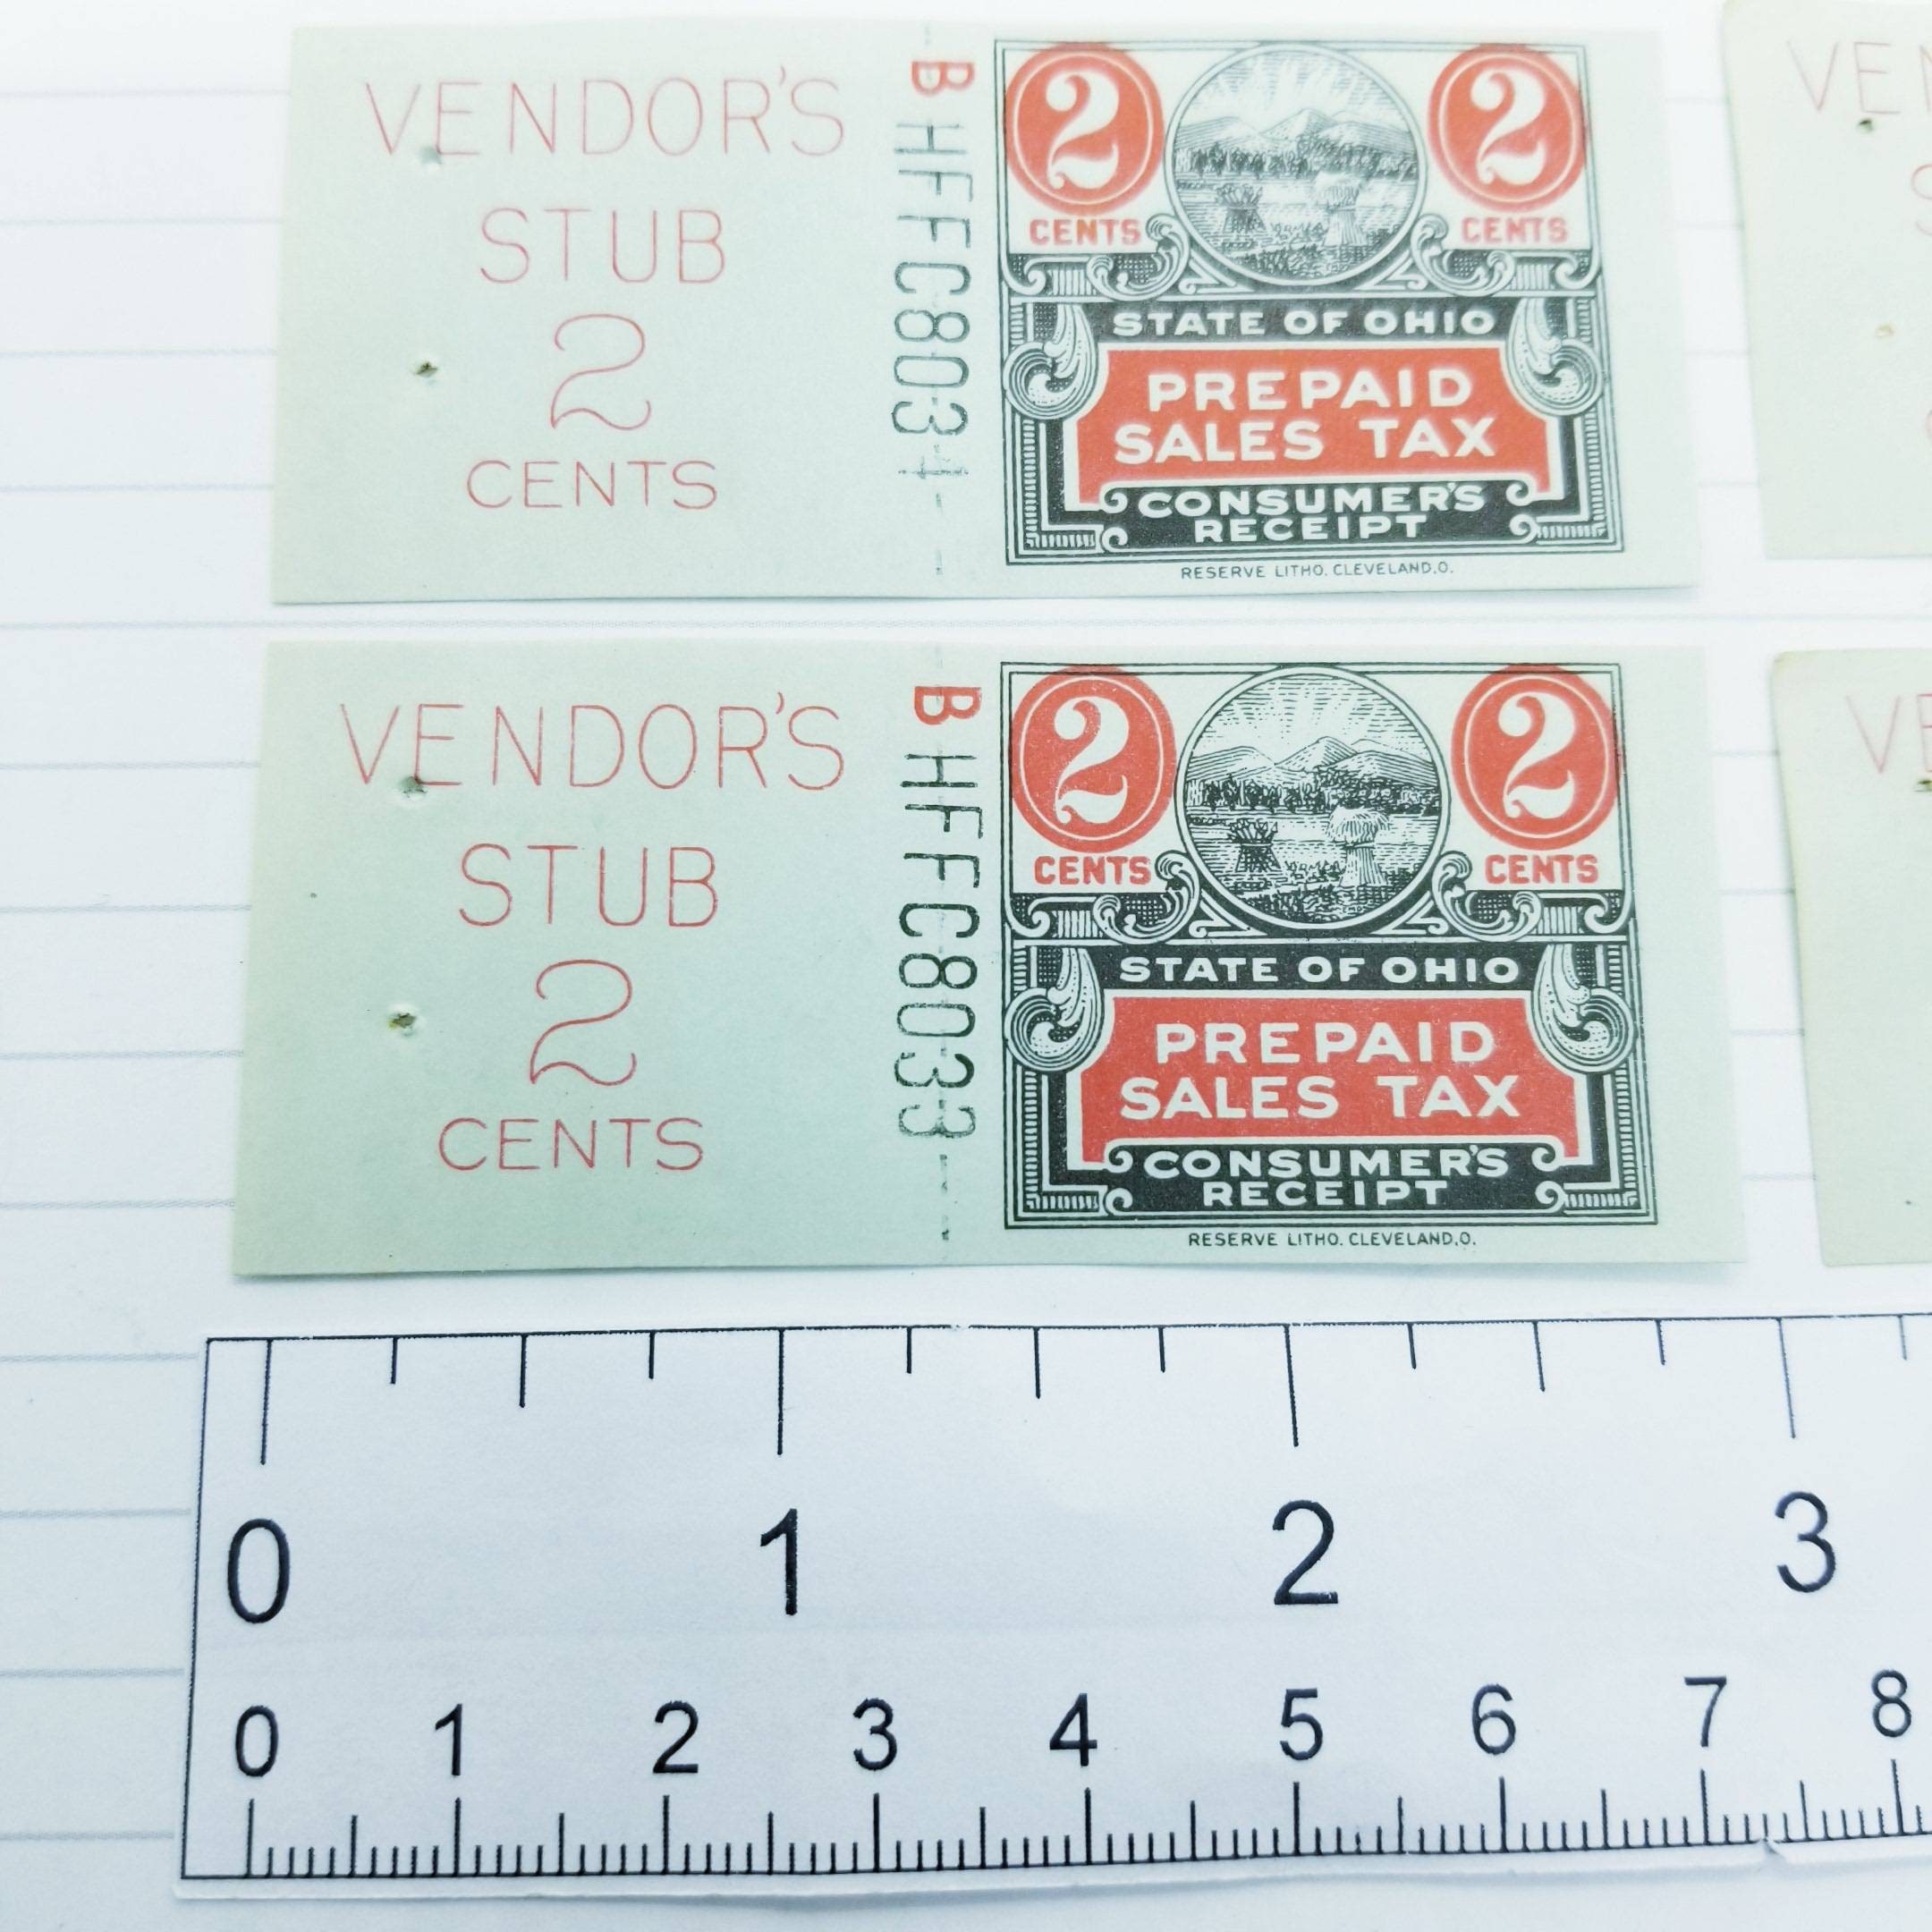 VENDOR'S
STUB
2
CENTS
B HFFC8034
2
CENTS
2
CENTS
STATE OF OHIO
PREPAID
SALES TAX
CONSUMER'S
RECEIPT
RESERVE LITHO. CLEVELAND,O.
VEN
VENDOR'S
STUB
2
CENTS
B HFFC8033
2
CENTS
2
CENTS
STATE OF OHIO
PREPAID
SALES TAX
CONSUMER'S
RECEIPT
RESERVE LITHO. CLEVELAND,O.
VE
0 1 2 3
0 1 2 3 4 5 6 7 8